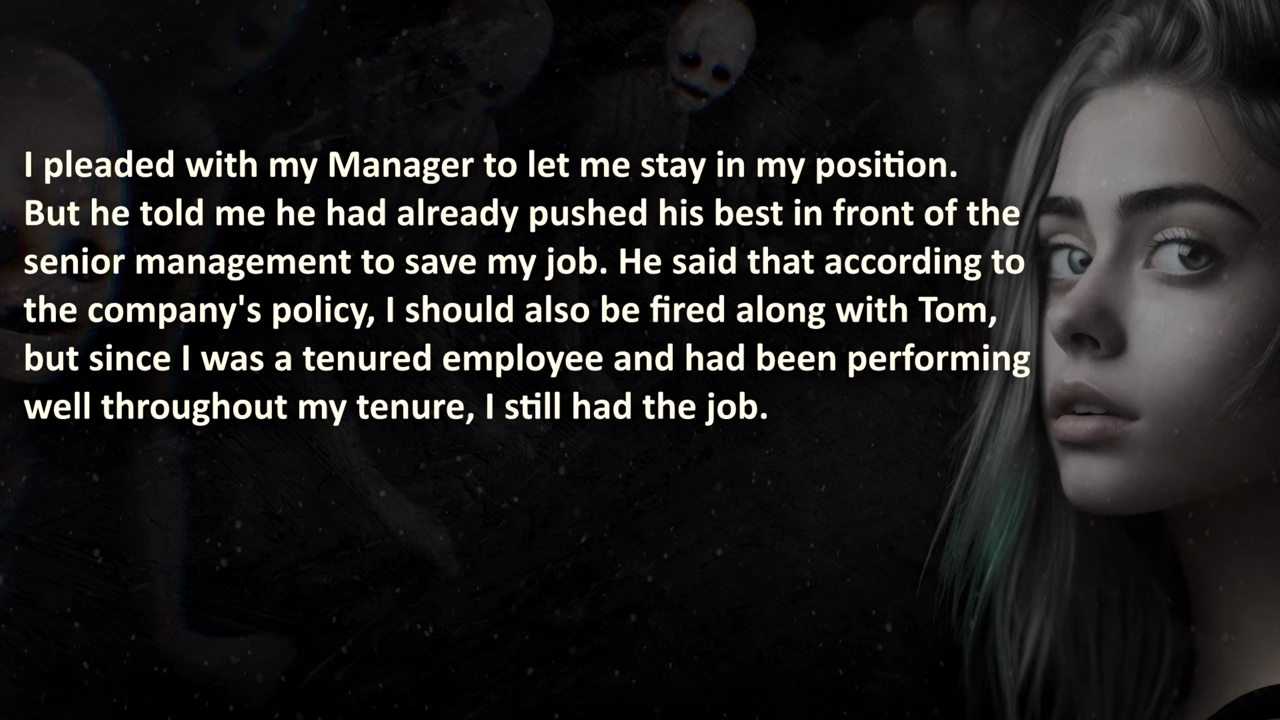 I pleaded with my Manager to let me stay in my position.
But he told me he had already pushed his best in front of the
senior management to save my job. He said that according to
the company's policy, I should also be fired along with Tom,
but since I was a tenured employee and had been performing
well throughout my tenure, I still had the job.